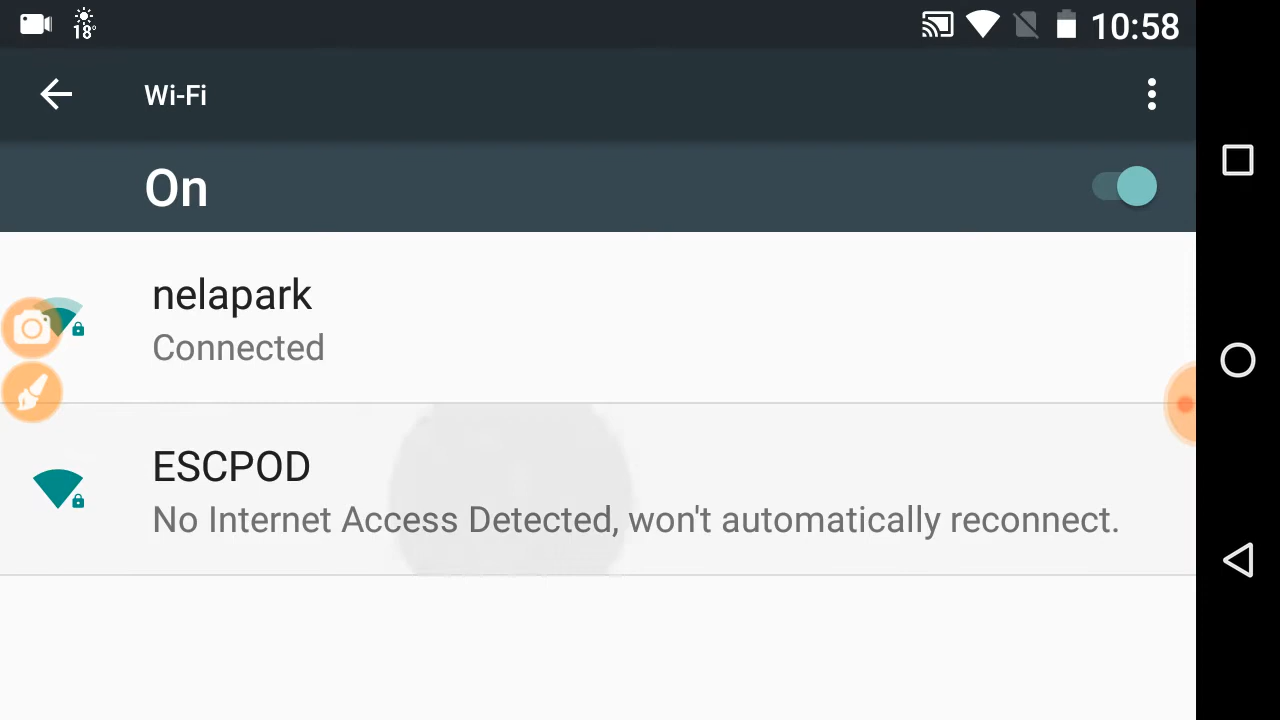 18° 10:58
Wi-Fi
On
nelapark
Connected
ESCPOD
No Internet Access Detected, won't automatically reconnect.